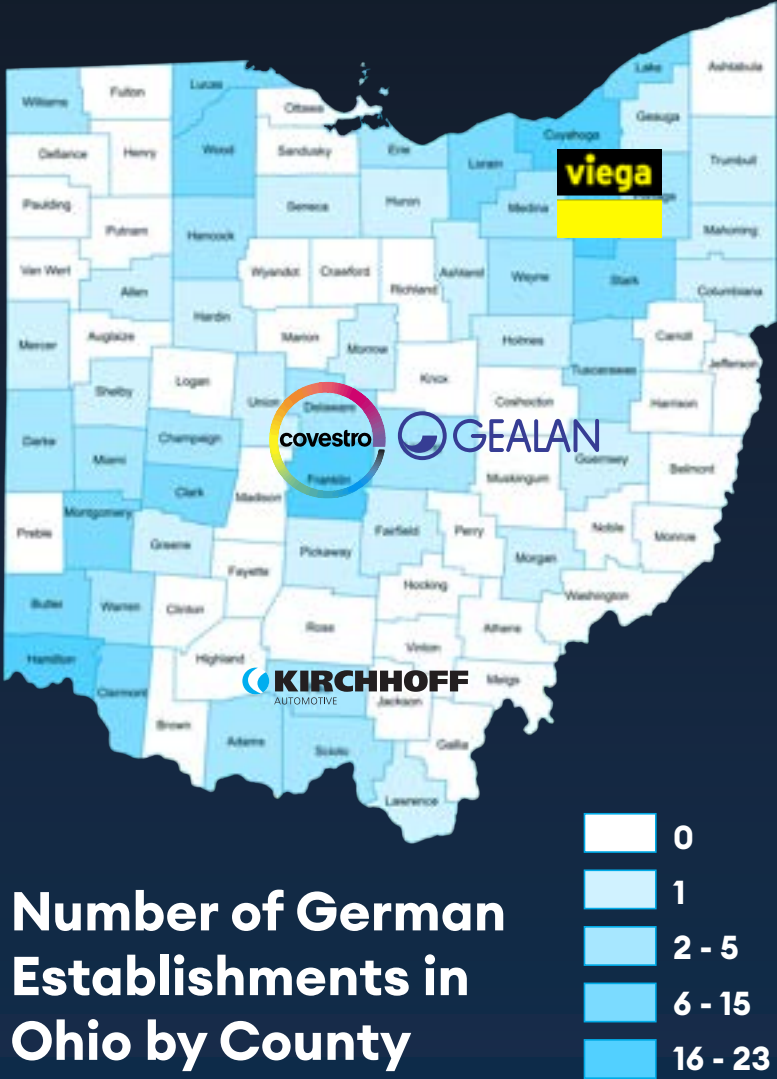 Lake
Ashtabula
Lucas
Fulton
Williams
Ottawa
Geauga
Cuyahoga
Wood
Defiance
Henry
Sandusky
Erie
Lorain
Trumbull
viega
Paulding
Seneca
Huron
Medina
Putnam
Hancock
Mahoning
Van Wert
Wyandot
Crawford
Ashland
Wayne
Stark
Richland
Allen
Columbiana
Hardin
Mercer
Auglaize
Marion
Morrow
Holmes
Carroll
Tuscarawas
Jefferson
Logan
Knox
Shelby
Union
Delaware
Coshocton
Harrison
covestro
GEALAN
Darke
Champaign
Miami
Guernsey
Belmont
Clark
Franklin
Muskingum
Madison
Montgomery
Preble
Fairfield
Perry
Noble
Monroe
Greene
Pickaway
Morgan
Fayette
Hocking
Washington
Butler
Warren
Clinton
Ross
Athens
Vinton
Hamilton
Highland
KIRCHHOFF
AUTOMOTIVE
Meigs
Clermont
Jackson
Brown
Adams
Scioto
Gallia
Lawrence
0
1
2 - 5
6 - 15
16 - 23
Number of German
Establishments in
Ohio by County